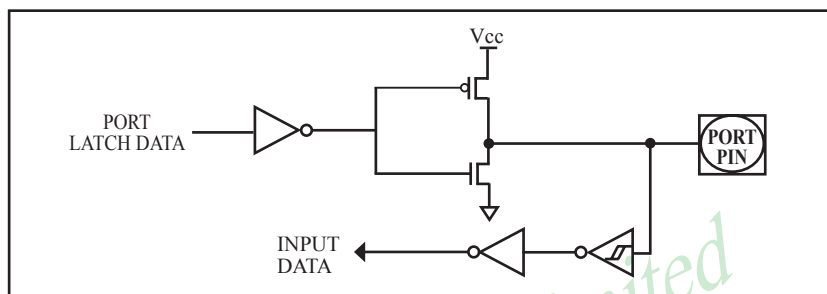 Vcc
PORT
LATCH DATA
PORT
PIN
INPUT
DATA